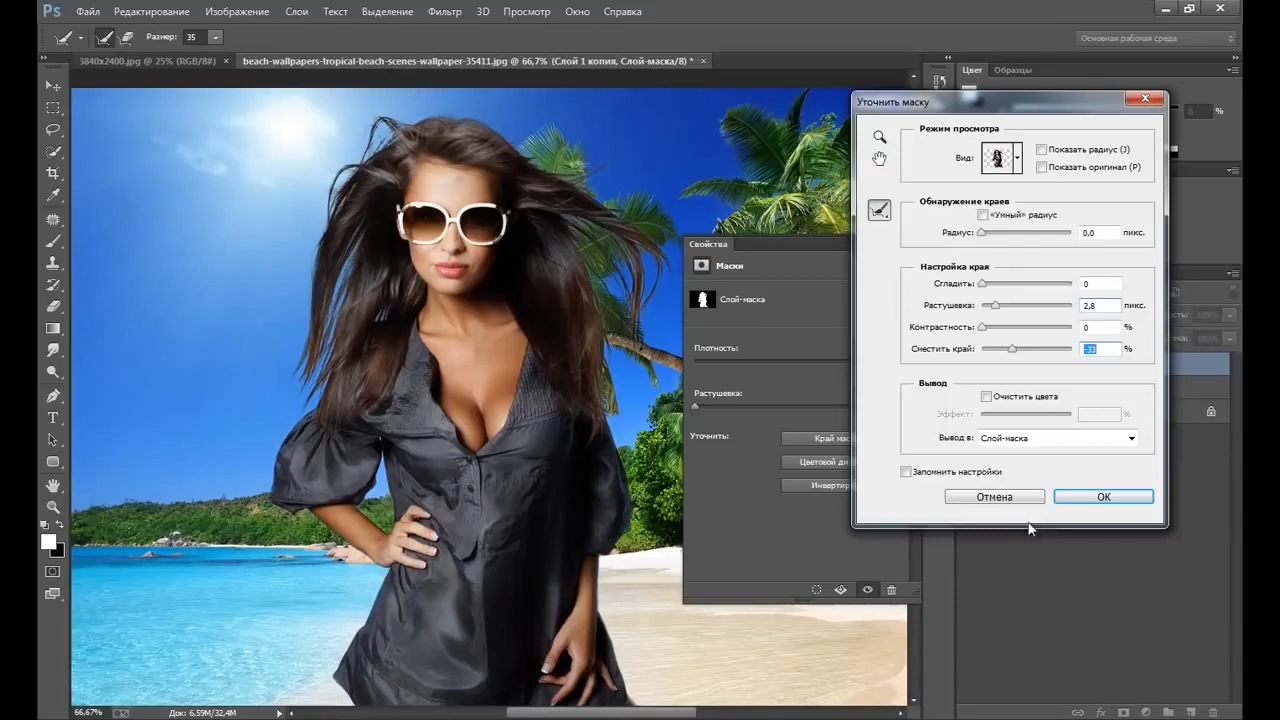 Ps Файл Редактирование Изображение Слои Текст Выделение Фильтр 3D Просмотр Окно Справка
Размер: 35 Основная рабочая среда
3840x2400.jpg @ 25% (RGB/8#) × beach-wallpapers-tropical-beach-scenes-wallpaper-35411.jpg @ 66,7% (Слой 1 копия, Слой-маска/8) * ×
Цвет Образцы
Уточнить маску
%
Режим просмотра
Вид: Показать радиус (J)
Показать оригинал (P)
Обнаружение краев
«Умный» радиус
Радиус: 0,0 пикс.
Настройка края
Сгладить: 0
Растушевка: 2,8 пикс.
Контрастность: 0 %
Сместить край: -33 %
Вывод
Очистить цвета
Эффект: %
Вывод в: Слой-маска
Запомнить настройки
Отмена OK
Свойства
Маски
Слой-маска
Плотность:
Растушевка:
Уточнить: Край мас
Цветовой ди
Инвертир
100%
100%
T
66,67% Док: 6,59M/32,4M
fx